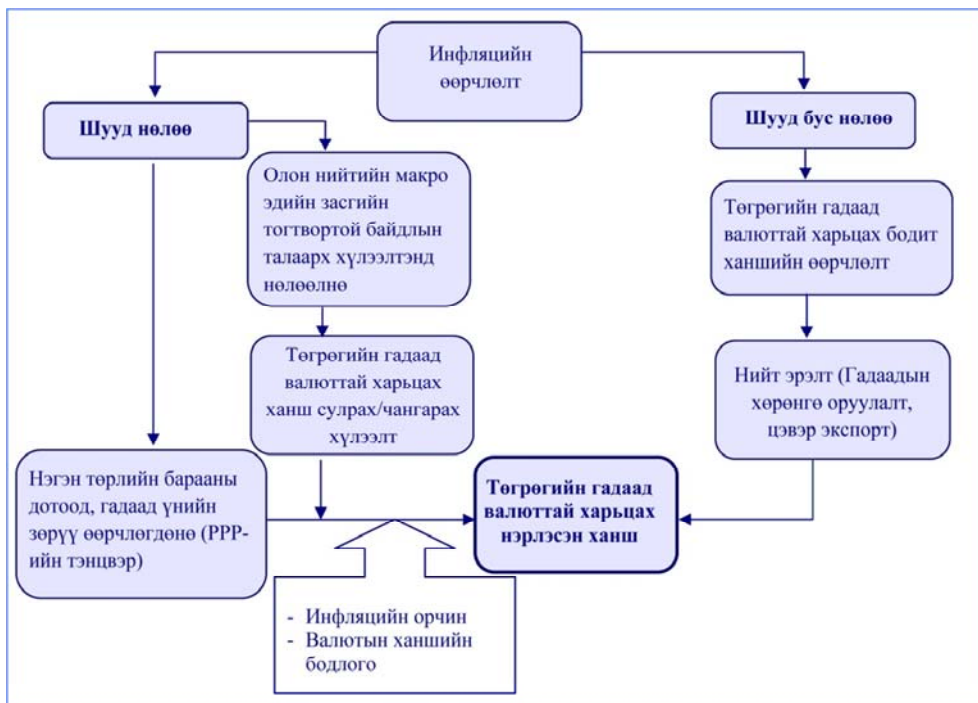 Инфляцийн
өөрчлөлт
Шууд нөлөө
Шууд бус нөлөө
Олон нийтийн макро
эдийн засгийн
тогтвортой байдлын
талаарх хүлээлтэнд
нөлөөлнө
Төгрөгийн гадаад
валюттай харьцах бодит
ханшийн өөрчлөлт
Төгрөгийн гадаад
валюттай харьцах
ханш сулрах/чангарах
хүлээлт
Нийт эрэлт (Гадаадын
хөрөнгө оруулалт,
цэвэр экспорт)
Нэгэн төрлийн барааны
дотоод, гадаад үнийн
зөрүү өөрчлөгдөнө (PPP-
ийн тэнцвэр)
Төгрөгийн гадаад
валюттай харьцах
нэрлэсэн ханш
- Инфляцийн орчин
- Валютын ханшийн
бодлого